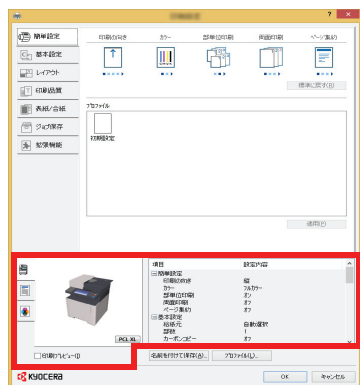 印刷設定
? ×
簡単設定
基本設定
レイアウト
印刷品質
表紙/合紙
ジョブ保存
拡張機能
印刷の向き カラー 部単位印刷 両面印刷 ページ集約
標準に戻す(R)
プロファイル
初期設定
適用(P)
項目 設定内容
簡単設定
印刷の向き 縦
カラー フルカラー
部単位印刷 オン
両面印刷 オフ
ページ集約 オフ
基本設定
給紙元 自動選択
部数 1
カーボンコピー オフ
PCL XL
印刷プレビュー(I)
名前を付けて保存(A)...
プロファイル(L)...
KYOCERA
OK
キャンセル